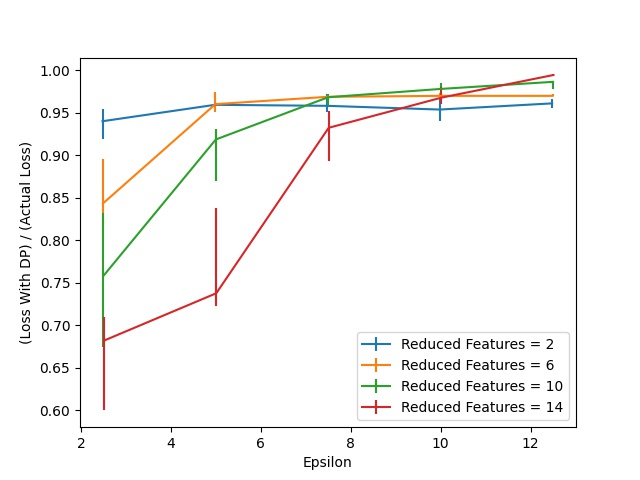 1.00
0.95
0.90
0.85
0.80
0.75
0.70
0.65
0.60
(Loss With DP) / (Actual Loss)
2
4
6
8
10
12
Epsilon
Reduced Features = 2
Reduced Features = 6
Reduced Features = 10
Reduced Features = 14